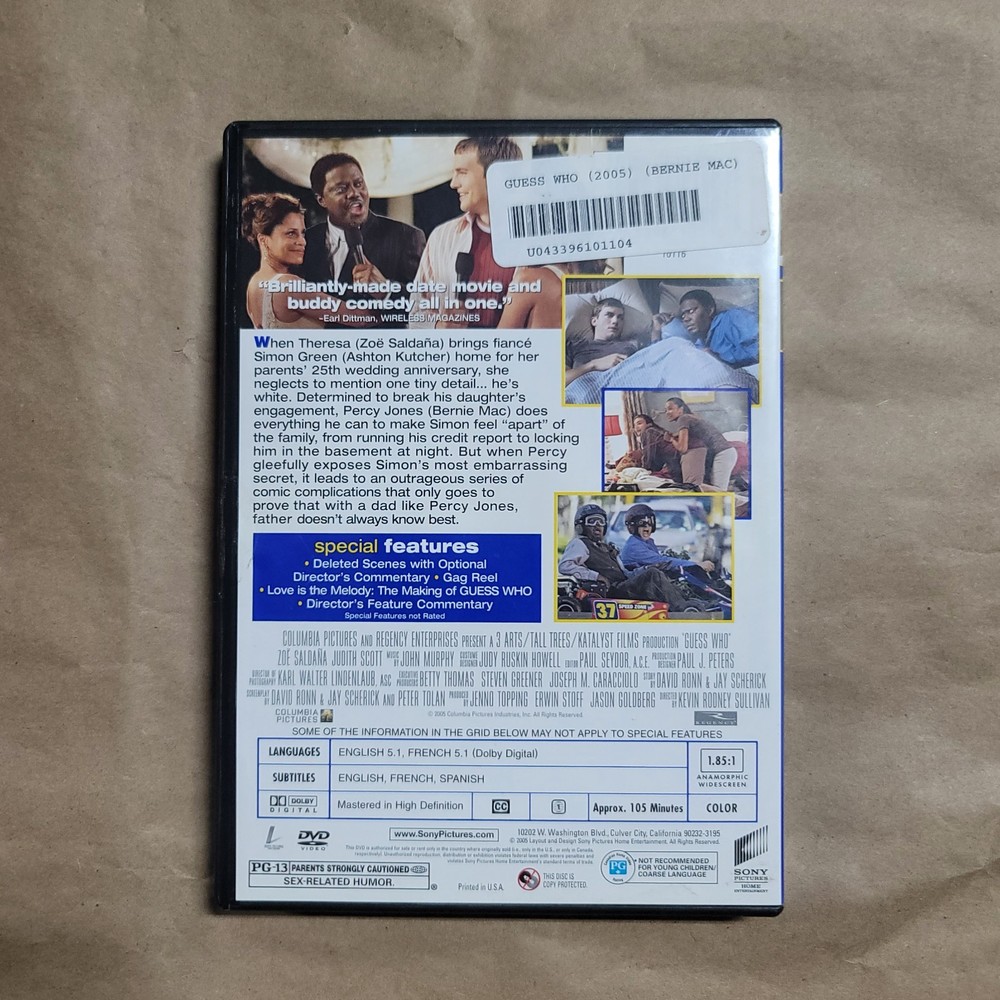 GUESS WHO (2005) (BERNIE MAC)
U043396101104
10116
"Brilliantly-made date movie and
buddy comedy all in one."
-Earl Dittman, WIRELESS MAGAZINES
When Theresa (Zoë Saldaña) brings fiancé
Simon Green (Ashton Kutcher) home for her
parents' 25th wedding anniversary, she
neglects to mention one tiny detail... he's
white. Determined to break his daughter's
engagement, Percy Jones (Bernie Mac) does
everything he can to make Simon feel "apart" of
the family, from running his credit report to locking
him in the basement at night. But when Percy
gleefully exposes Simon's most embarrassing
secret, it leads to an outrageous series of
comic complications that only goes to
prove that with a dad like Percy Jones,
father doesn't always know best.
37 SPEED ZONE
special features
• Deleted Scenes with Optional
Director's Commentary • Gag Reel
• Love is the Melody: The Making of GUESS WHO
• Director's Feature Commentary
Special Features not Rated
COLUMBIA PICTURES AND REGENCY ENTERPRISES PRESENT A 3 ARTS/TALL TREES/KATALYST FILMS PRODUCTION "GUESS WHO"
ZOË SALDAÑA JUDITH SCOTT MUSIC BY JOHN MURPHY COSTUME DESIGNER JUDY RUSKIN HOWELL EDITOR PAUL SEYDOR, A.C.E. PRODUCTION DESIGNER PAUL J. PETERS
DIRECTOR OF PHOTOGRAPHY KARL WALTER LINDENLAUB, ASC EXECUTIVE PRODUCERS BETTY THOMAS STEVEN GREENER JOSEPH M. CARACCIOLO STORY BY DAVID RONN & JAY SCHERICK
SCREENPLAY BY DAVID RONN & JAY SCHERICK AND PETER TOLAN PRODUCED BY JENNO TOPPING ERWIN STOFF JASON GOLDBERG DIRECTED BY KEVIN RODNEY SULLIVAN
COLUMBIA PICTURES
© 2005 Columbia Pictures Industries, Inc. All Rights Reserved.
REGENCY
SOME OF THE INFORMATION IN THE GRID BELOW MAY NOT APPLY TO SPECIAL FEATURES
LANGUAGES ENGLISH 5.1, FRENCH 5.1 (Dolby Digital)
SUBTITLES ENGLISH, FRENCH, SPANISH
1.85:1
ANAMORPHIC
WIDESCREEN
DOLBY DIGITAL Mastered in High Definition CC 1 Approx. 105 Minutes COLOR
DVD VIDEO
www.SonyPictures.com
10202 W. Washington Blvd., Culver City, California 90232-3195
© 2005 Layout and Design Sony Pictures Home Entertainment. All Rights Reserved.
PG-13 PARENTS STRONGLY CAUTIONED
SEX-RELATED HUMOR.
®
Printed in U.S.A.
THIS DISC IS
COPY PROTECTED.
PG
NOT RECOMMENDED
FOR YOUNG CHILDREN/
COARSE LANGUAGE
SONY
PICTURES
HOME
ENTERTAINMENT